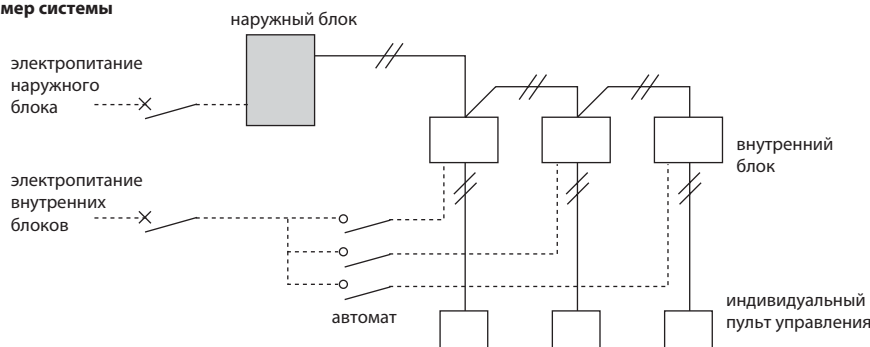 мер системы
наружный блок
электропитание
наружного
блока
внутренний
блок
электропитание
внутренних
блоков
автомат
индивидуальный
пульт управления